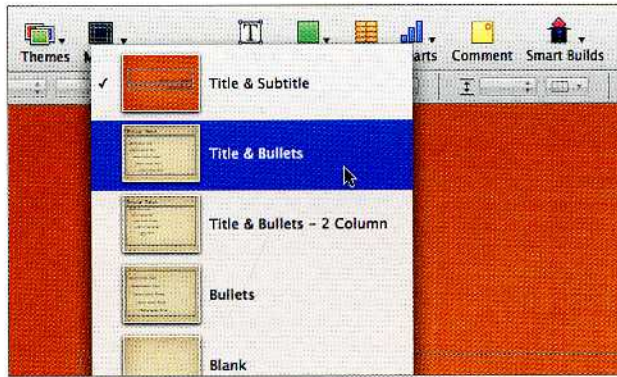 Themes M arts Comment Smart Builds
✓ Title & Subtitle
Title & Bullets
Title & Bullets – 2 Column
Bullets
Blank